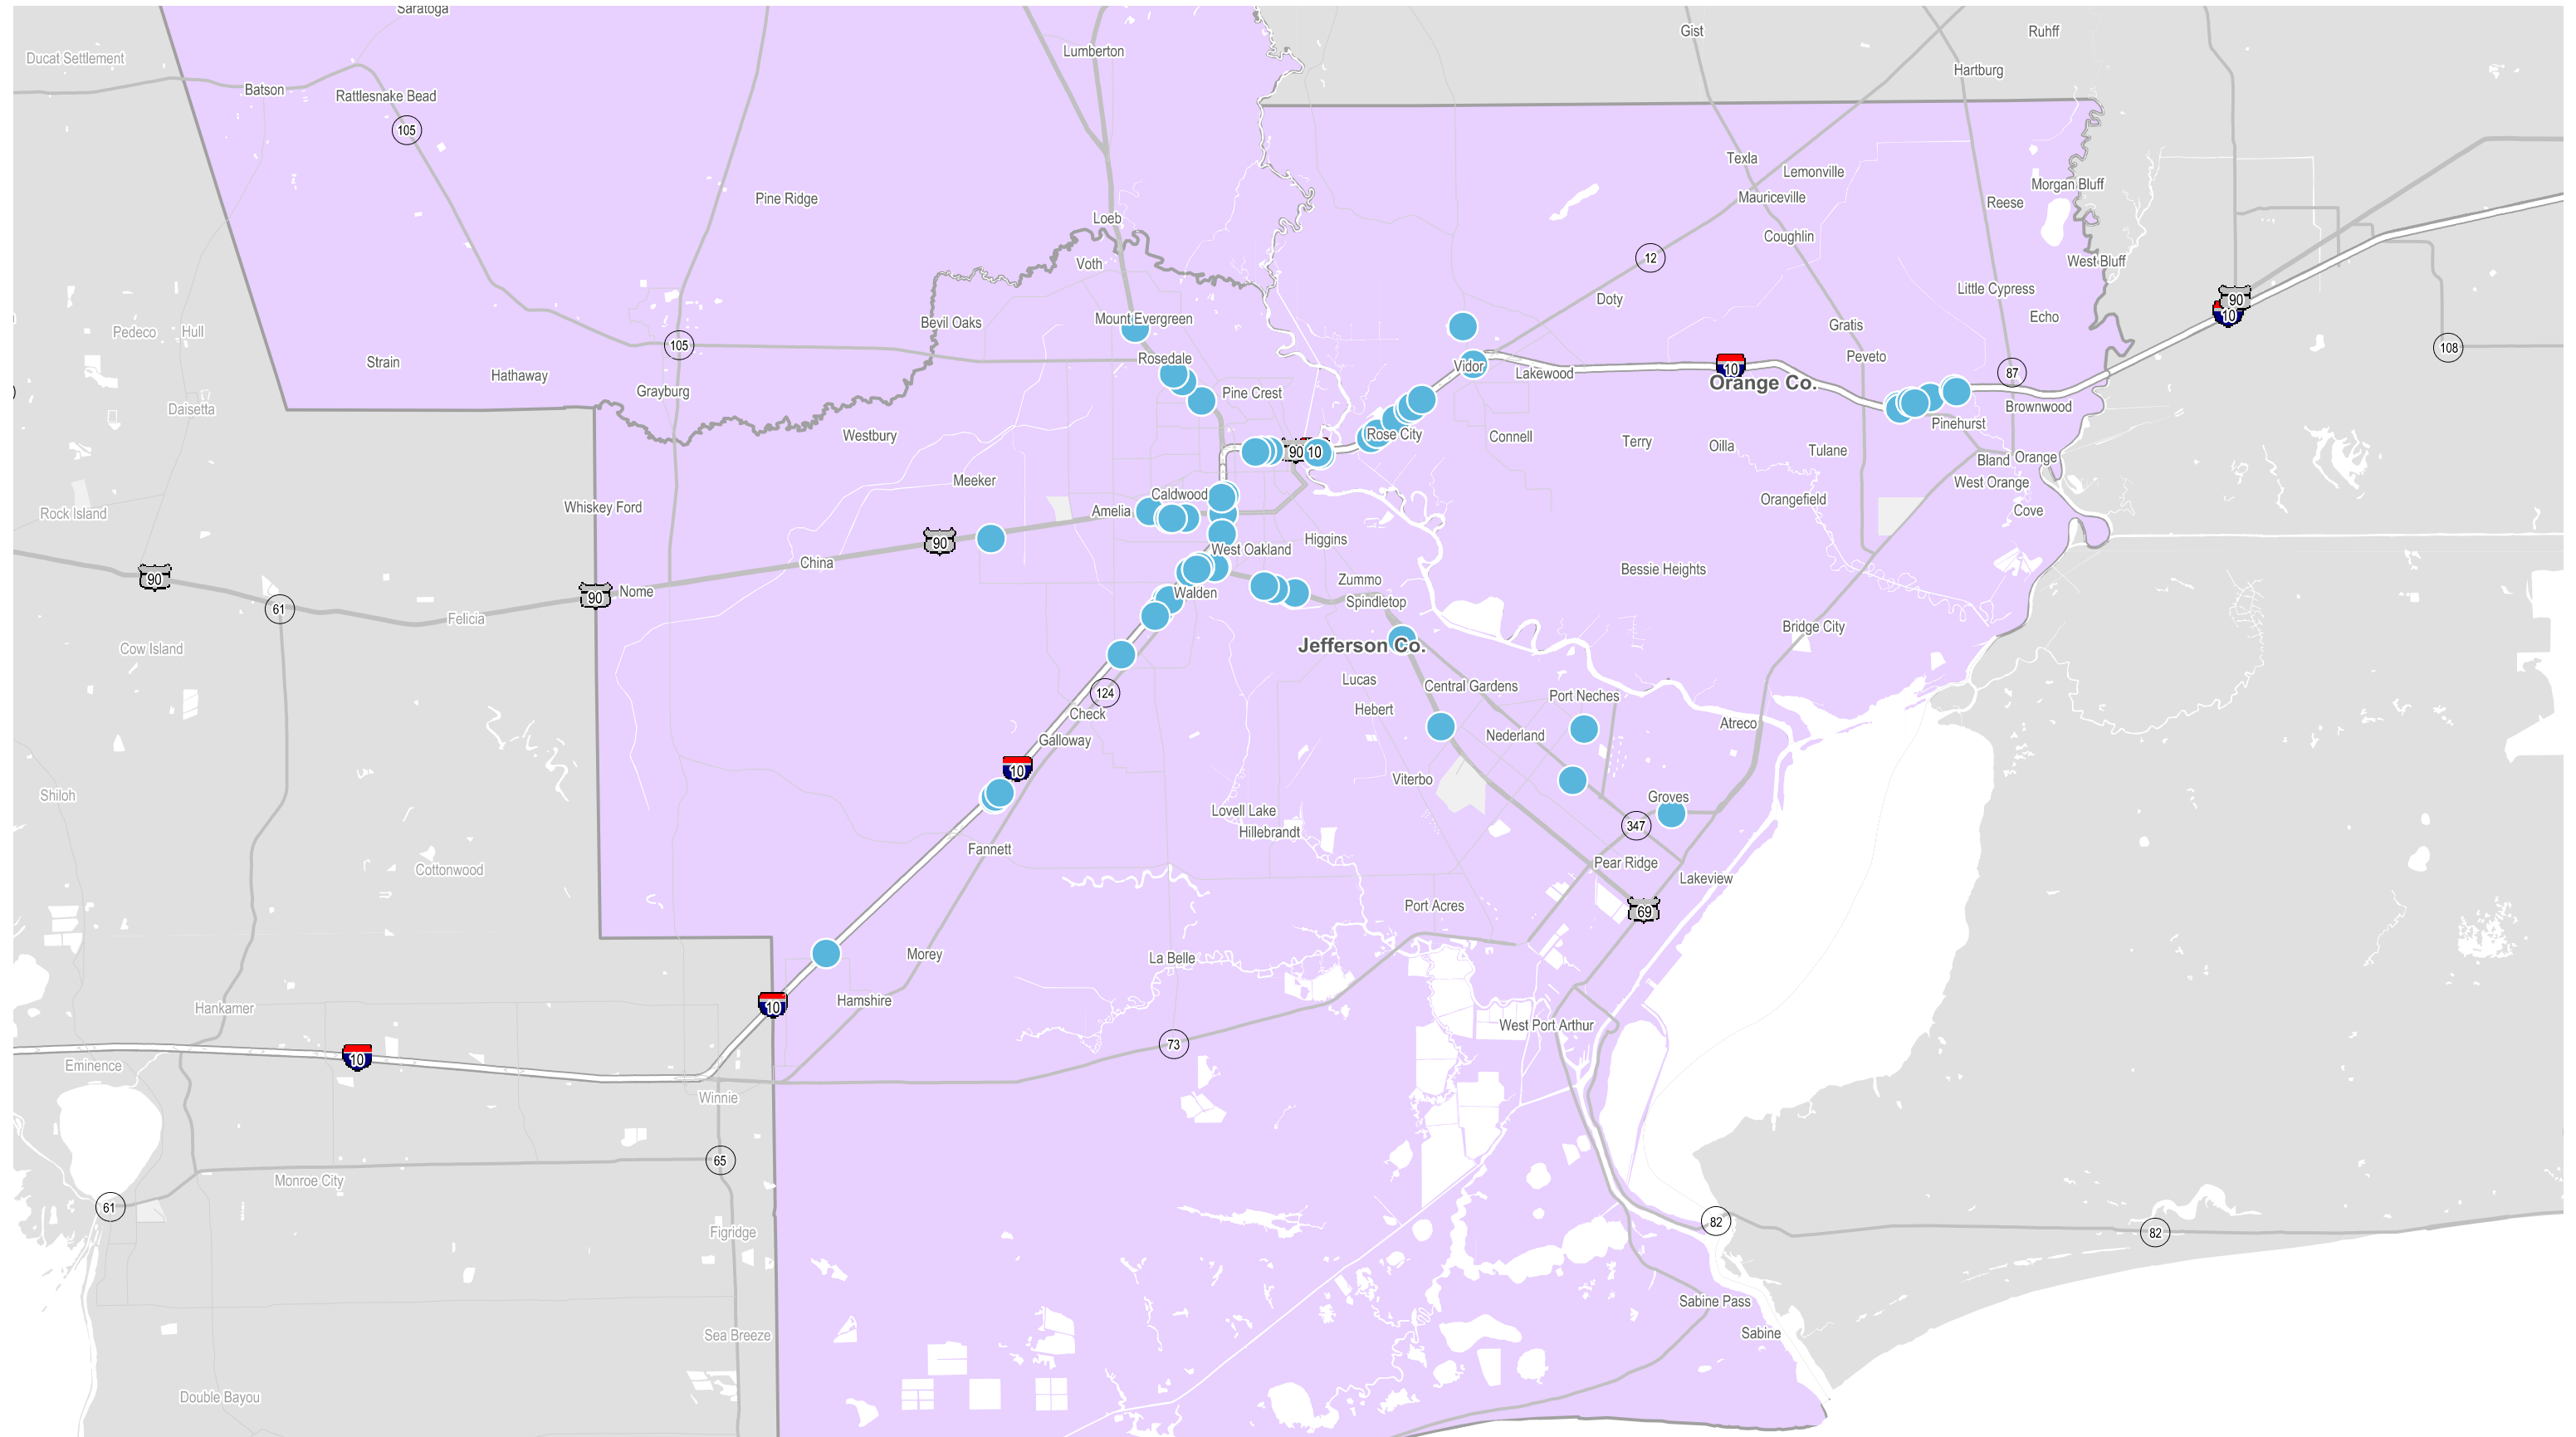 Saratoga
Ducat Settlement
Batson
Rattlesnake Bead
105
Lumberton
Gist
Ruhff
Hartburg
Pine Ridge
Loeb
Voth
Texla
Lemonville
Mauriceville
Morgan Bluff
Reese
Coughlin
West Bluff
12
Doty
Little Cypress
Echo
90
10
108
Pedeco
Hull
Strain
Hathaway
105
Grayburg
Daisetta
Bevil Oaks
Mount Evergreen
Rosedale
Pine Crest
Vidor
Lakewood
10
Orange Co.
Gratis
Peveto
87
Brownwood
Pinehurst
Westbury
Meeker
90
10
Rose City
Connell
Terry
Oilla
Tulane
Bland
Orange
West Orange
Orangefield
Cove
Rock Island
Whiskey Ford
Caldwood
Amelia
90
90
China
90
Nome
61
Felicia
Cow Island
West Oakland
Higgins
Zummo
Walden
Spindletop
Bessie Heights
Bridge City
Jefferson Co.
Lucas
Central Gardens
Port Neches
124
Check
Hebert
Nederland
Atreco
Galloway
10
Viterbo
Shiloh
Lovell Lake
Hillebrandt
Groves
347
Fannett
Cottonwood
Pear Ridge
Lakeview
Port Acres
69
Morey
La Belle
Hamshire
10
Hankamer
West Port Arthur
73
10
Eminence
Winnie
65
Monroe City
61
Figridge
82
82
Sabine Pass
Sabine
Sea Breeze
Double Bayou